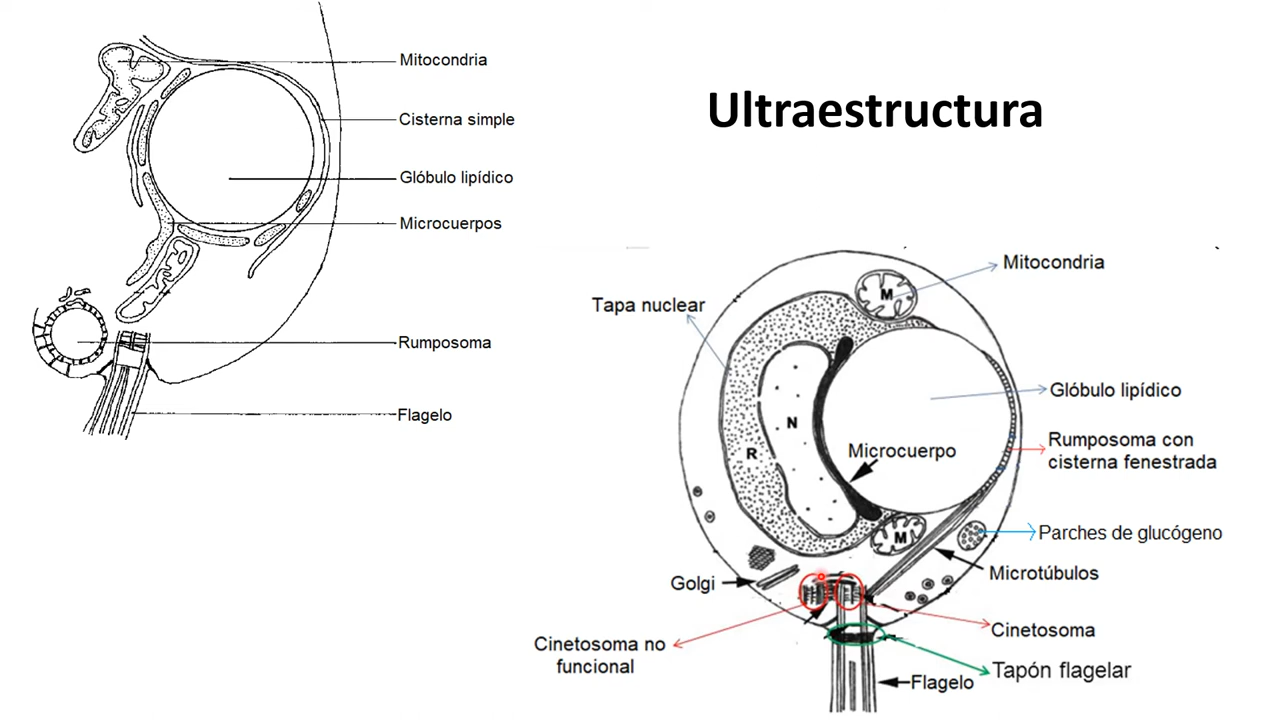 Ultraestructura
Mitocondria
Cisterna simple
Glóbulo lipídico
Microcuerpos
Rumposoma
Flagelo
Mitocondria
Tapa nuclear
M
Glóbulo lipídico
N
Rumposoma con
cisterna fenestrada
Microcuerpo
R
Parches de glucógeno
M
Microtúbulos
Golgi
Cinetosoma
Cinetosoma no
funcional
Tapón flagelar
Flagelo